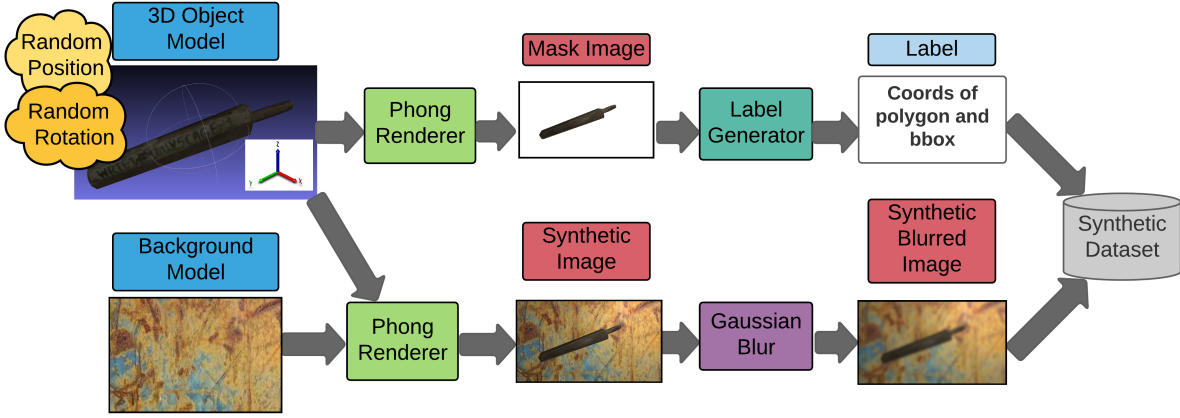 Random
Position
Random
Rotation
3D Object
Model
z
y
x
Phong
Renderer
Mask Image
Label
Generator
Label
Coords of
polygon and
bbox
Synthetic
Dataset
Background
Model
Phong
Renderer
Synthetic
Image
Gaussian
Blur
Synthetic
Blurred
Image